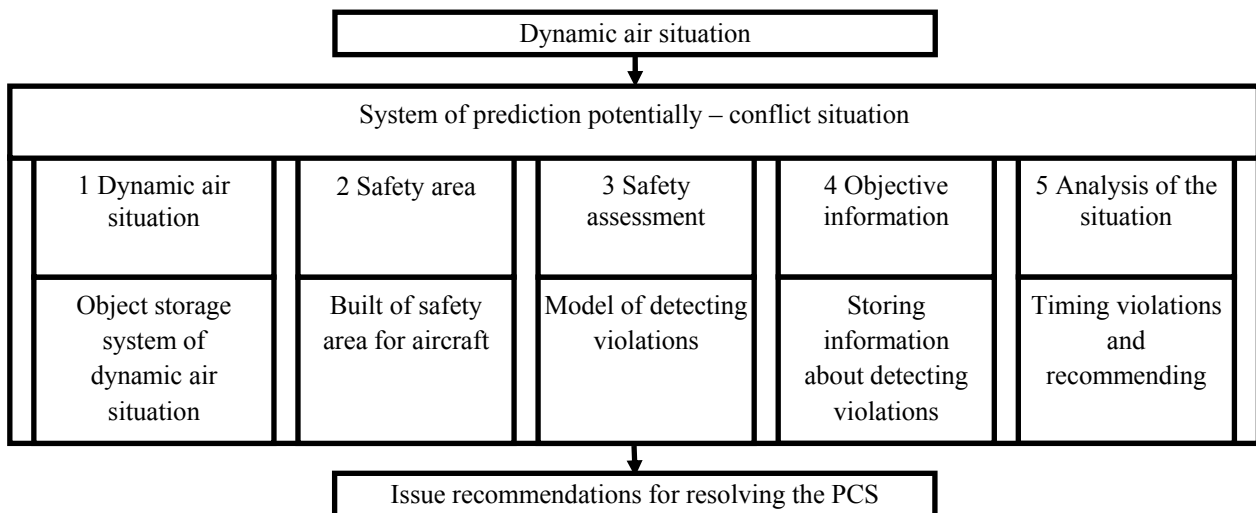 Dynamic air situation
System of prediction potentially – conflict situation
1 Dynamic air
situation
2 Safety area
3 Safety
assessment
4 Objective
information
5 Analysis of the
situation
Object storage
system of
dynamic air
situation
Built of safety
area for aircraft
Model of detecting
violations
Storing
information
about detecting
violations
Timing violations
and
recommending
Issue recommendations for resolving the PCS